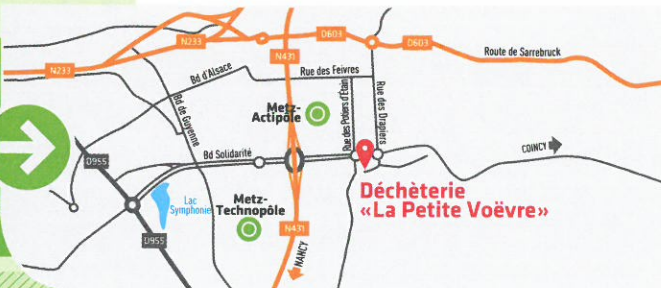 N233
N233
N431
D603
D603
Route de Sarrebruck
Bd d'Alsace
Rue des Feivres
Bd de Guyenne
Metz-
Actipôle
Rue des Potiers d'Étain
Rue des Drapiers
D955
Bd Solidarité
COINCY
Lac
Symphonie
Metz-
Technopôle
Déchèterie
«La Petite Voëvre»
D955
N431
NANCY